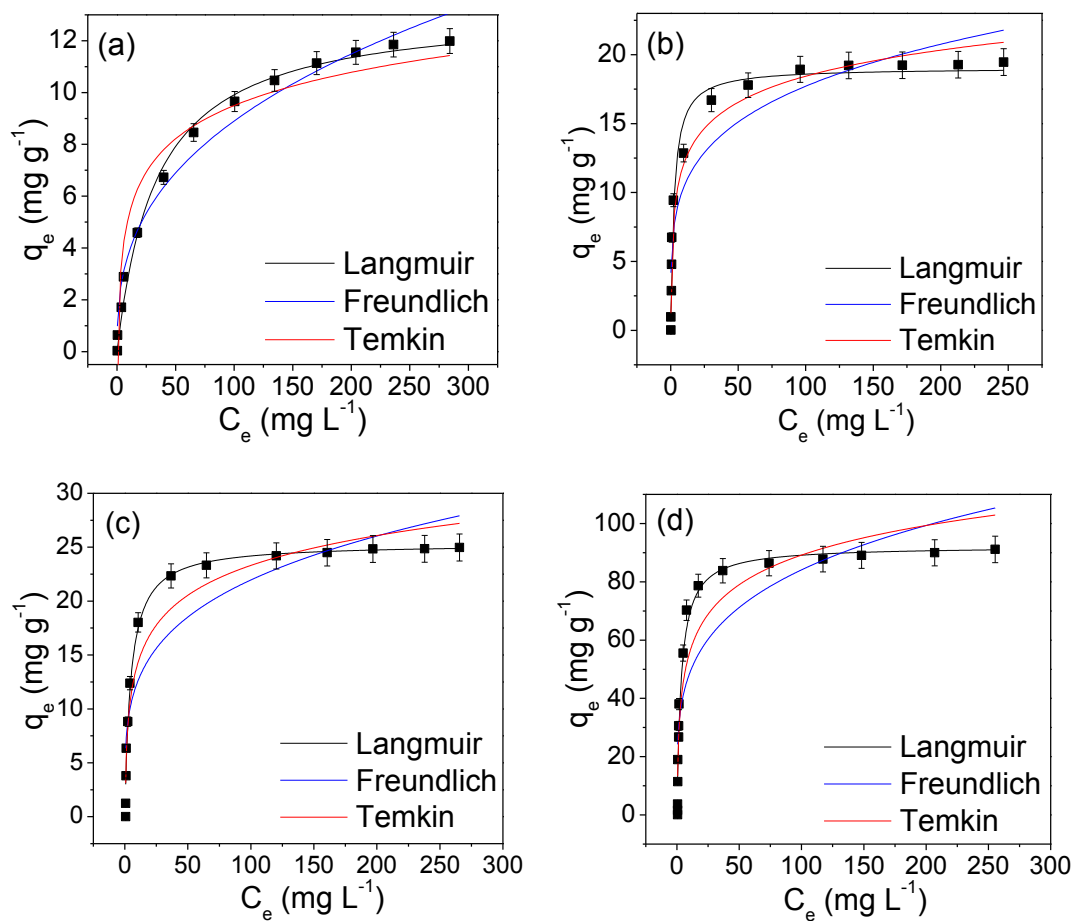 (a)
12
10
8
6
4
2
0
qe (mg g-1)
Langmuir
Freundlich
Temkin
0 50 100 150 200 250 300
Ce (mg L-1)
(b)
20
15
10
5
0
qe (mg g-1)
Langmuir
Freundlich
Temkin
0 50 100 150 200 250
Ce (mg L-1)
(c)
30
25
20
15
10
5
0
qe (mg g-1)
Langmuir
Freundlich
Temkin
0 50 100 150 200 250 300
Ce (mg L-1)
(d)
100
80
60
40
20
0
qe (mg g-1)
Langmuir
Freundlich
Temkin
0 50 100 150 200 250 300
Ce (mg L-1)